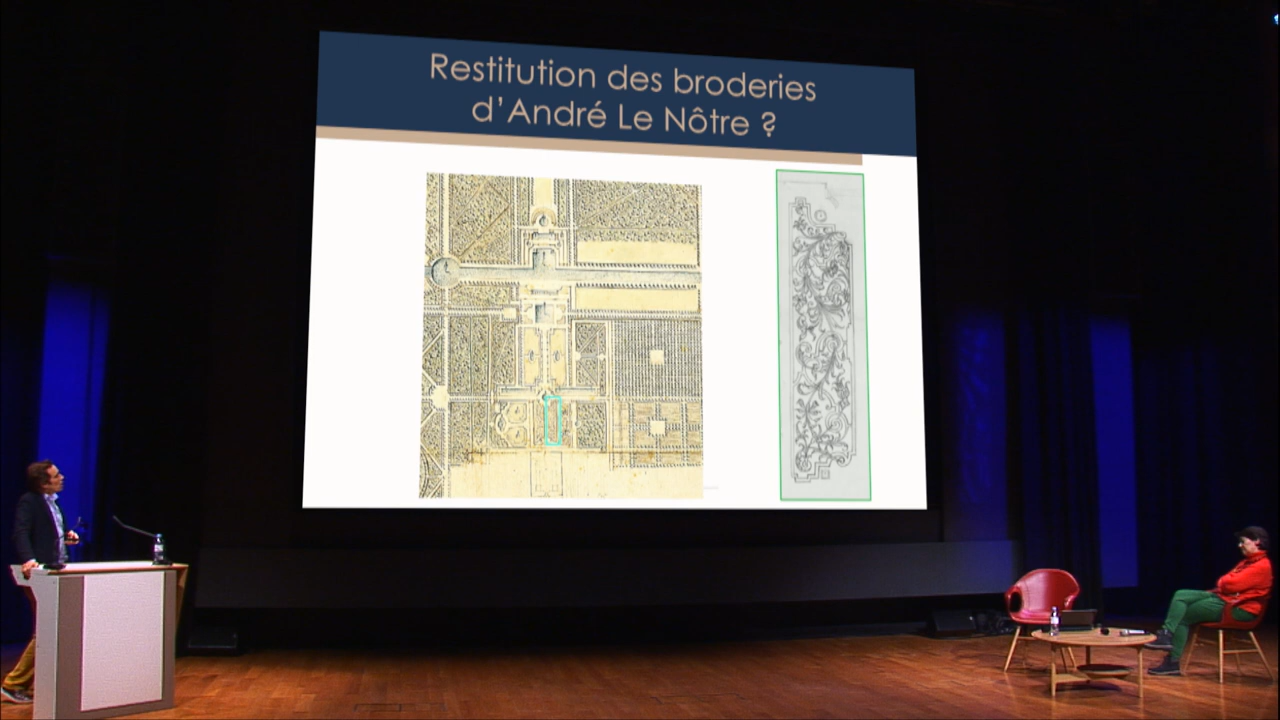 Restitution des broderies
d’André Le Nôtre ?